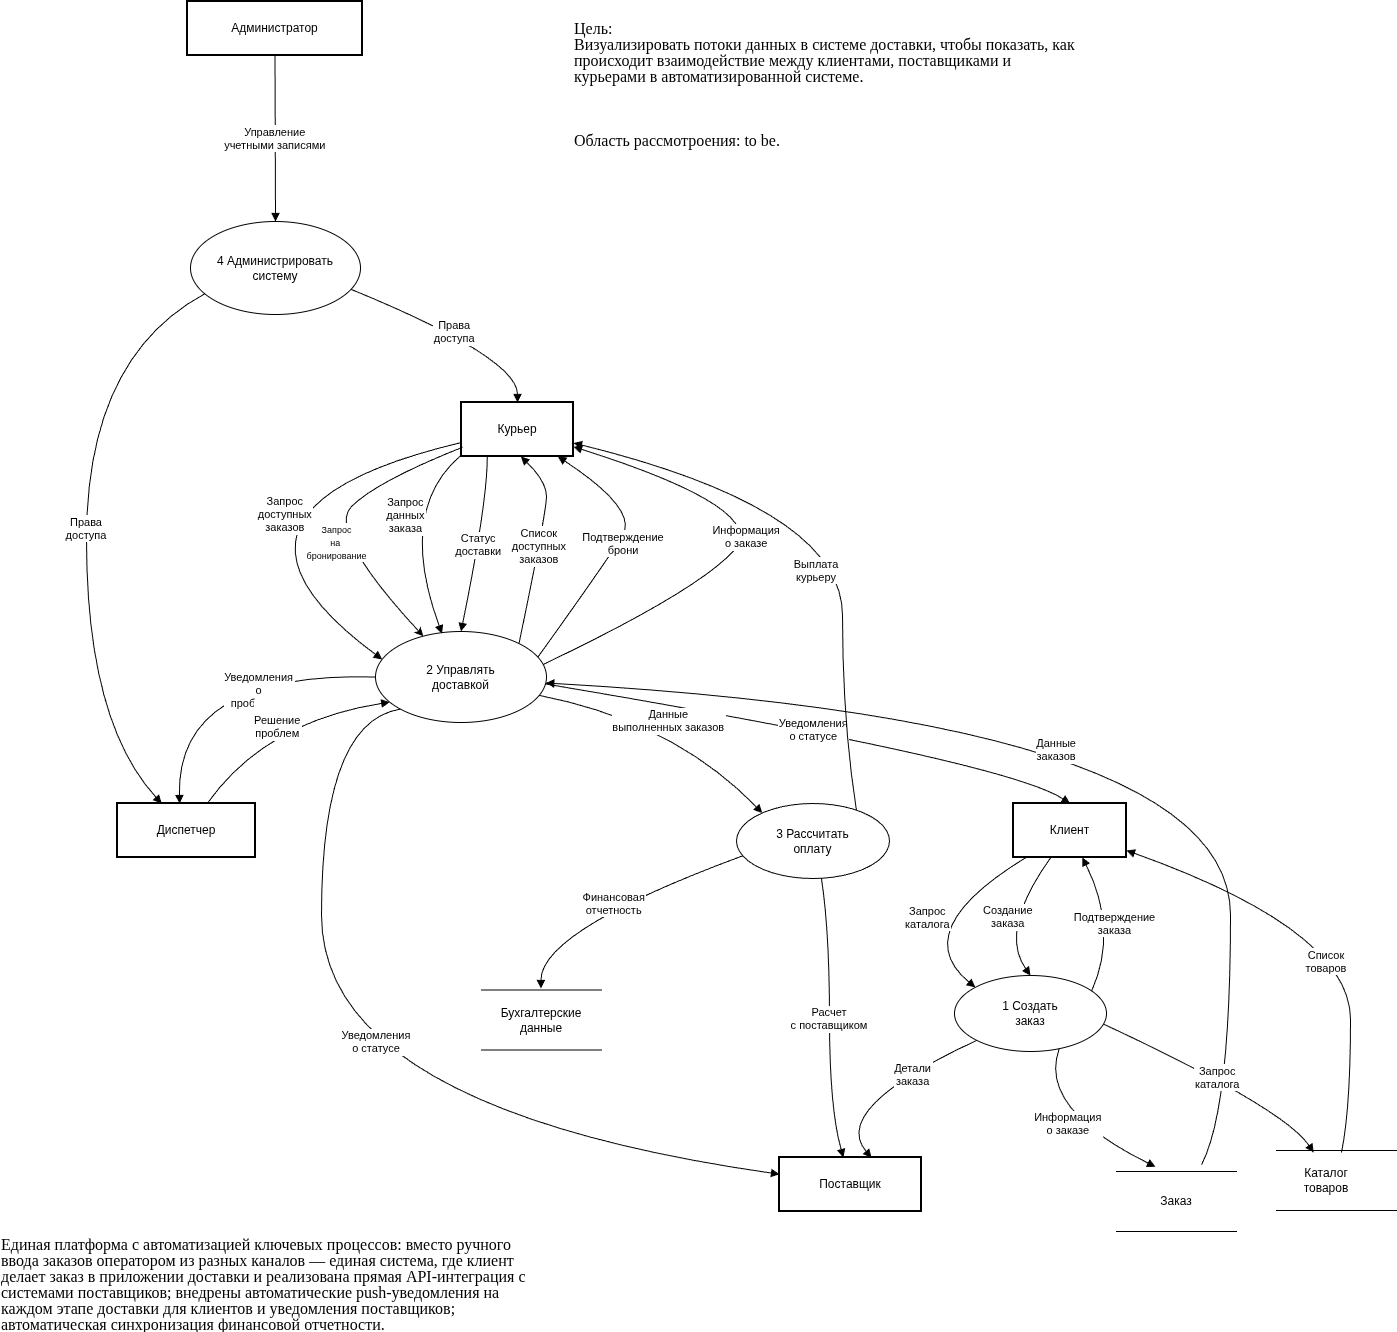 Администратор
Цель:
Визуализировать потоки данных в системе доставки, чтобы показать, как
происходит взаимодействие между клиентами, поставщиками и
курьерами в автоматизированной системе.
Управление
учетными записями
Область рассмотроения: to be.
4 Администрировать
систему
Права
доступа
Курьер
Запрос
доступных
заказов
Запрос
на
бронирование
Запрос
данных
заказа
Статус
доставки
Список
доступных
заказов
Подтверждение
брони
Информация
о заказе
Выплата
курьеру
Права
доступа
2 Управлять
доставкой
Уведомления
о
проб
Решение
проблем
Данные
выполненных заказов
Уведомления
о статусе
Данные
заказов
Диспетчер
3 Рассчитать
оплату
Клиент
Финансовая
отчетность
Запрос
каталога
Создание
заказа
Подтверждение
заказа
Список
товаров
Бухгалтерские
данные
1 Создать
заказ
Расчет
с поставщиком
Уведомления
о статусе
Детали
заказа
Запрос
каталога
Информация
о заказе
Поставщик
Заказ
Каталог
товаров
Единая платформа с автоматизацией ключевых процессов: вместо ручного
ввода заказов оператором из разных каналов — единая система, где клиент
делает заказ в приложении доставки и реализована прямая API-интеграция с
системами поставщиков; внедрены автоматические push-уведомления на
каждом этапе доставки для клиентов и уведомления поставщиков;
автоматическая синхронизация финансовой отчетности.